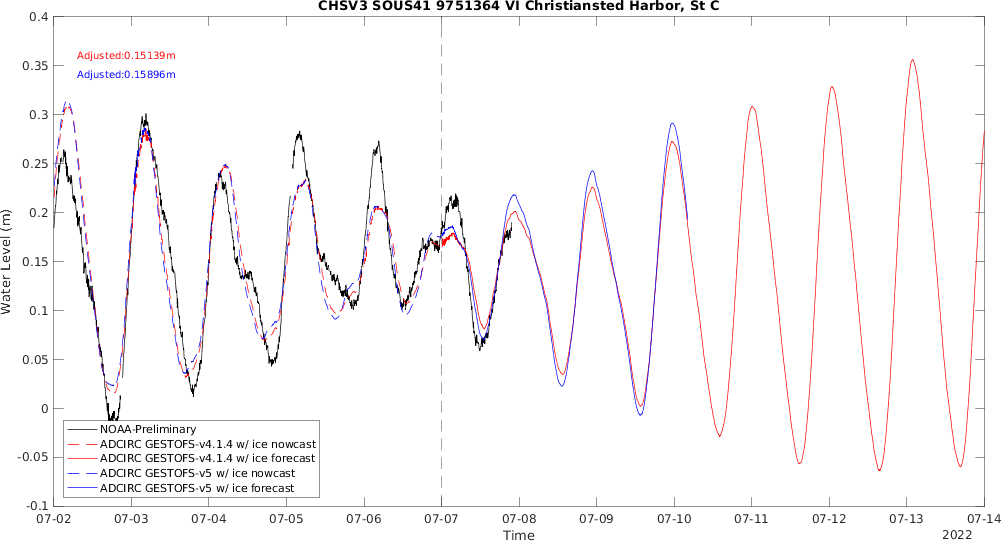 CHSV3 SOUS41 9751364 VI Christiansted Harbor, St C
Adjusted:0.15139m
Adjusted:0.15896m
0.4
0.35
0.3
0.25
0.2
0.15
0.1
0.05
0
-0.05
-0.1
Water Level (m)
NOAA-Preliminary
ADCIRC GESTOFS-v4.1.4 w/ ice nowcast
ADCIRC GESTOFS-v4.1.4 w/ ice forecast
ADCIRC GESTOFS-v5 w/ ice nowcast
ADCIRC GESTOFS-v5 w/ ice forecast
07-02 07-03 07-04 07-05 07-06 07-07 07-08 07-09 07-10 07-11 07-12 07-13 07-14
Time
2022